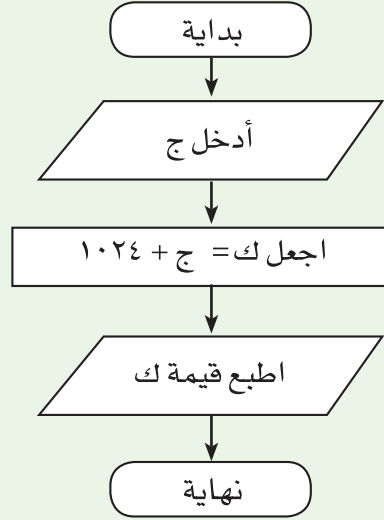 بداية
أدخل ج
اجعل ك = ج + ١٠٢٤
اطبع قيمة ك
نهاية